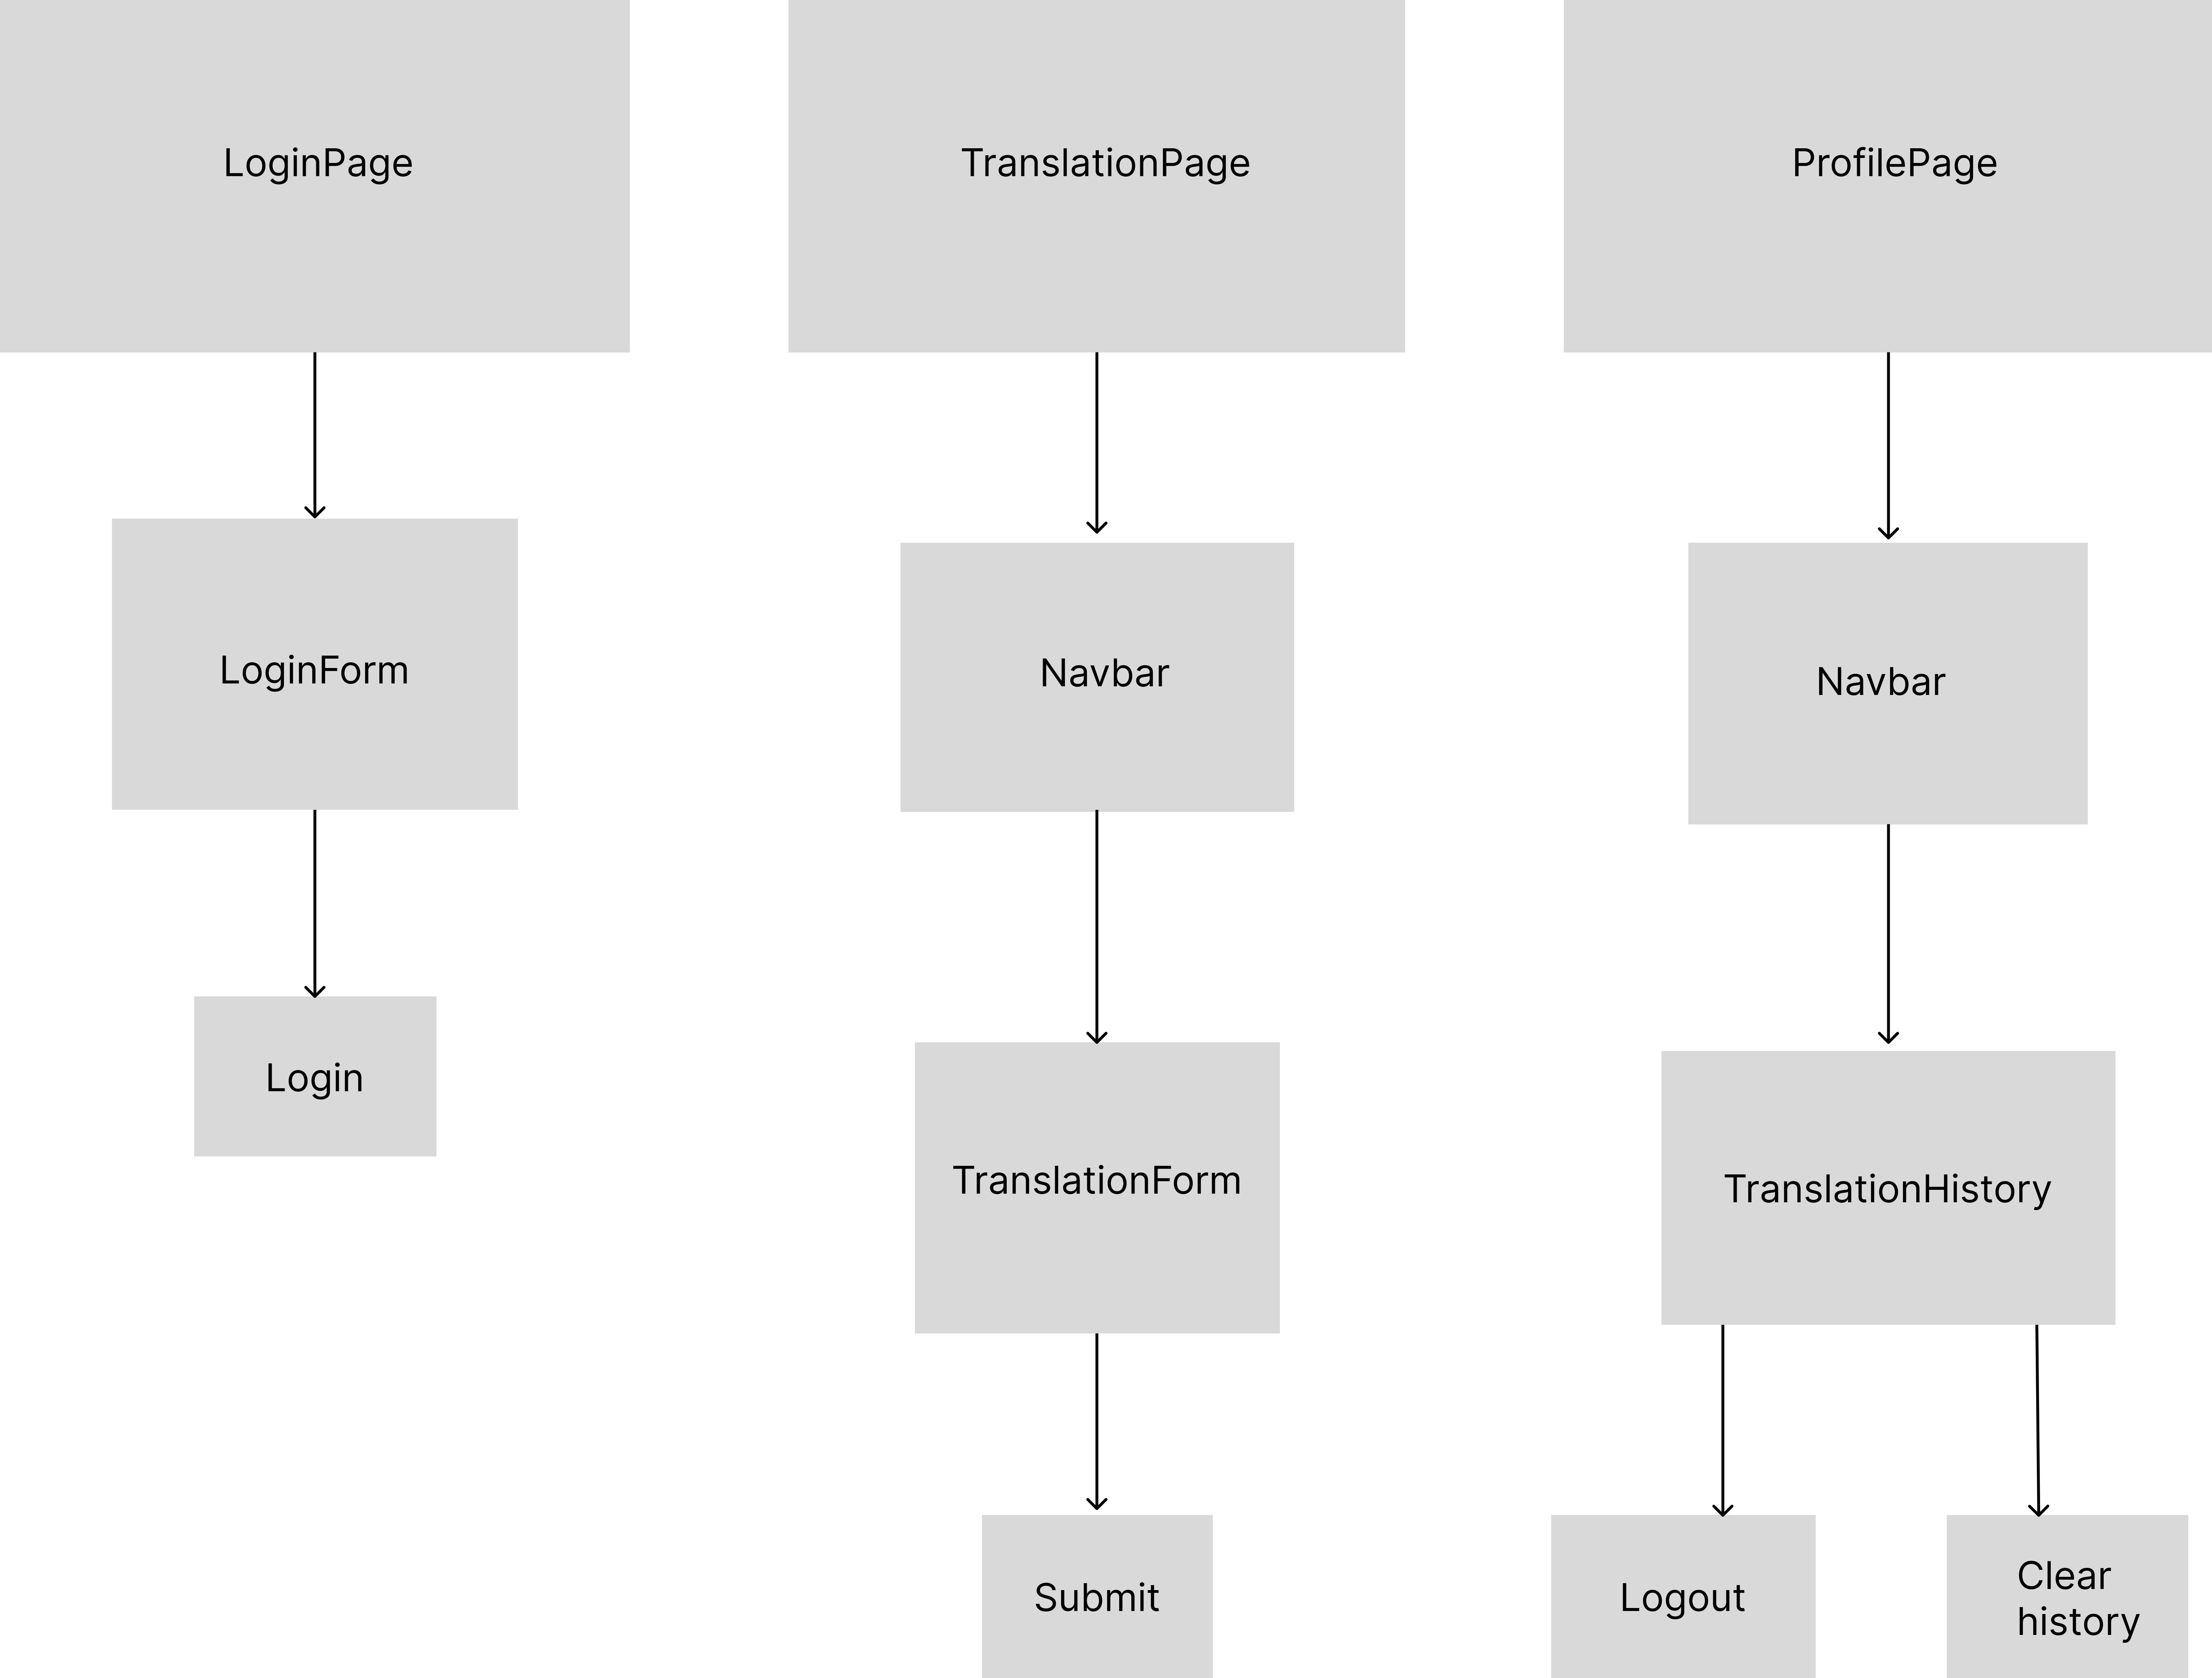 LoginPage
TranslationPage
ProfilePage
LoginForm
Navbar
Navbar
Login
TranslationForm
TranslationHistory
Submit
Logout
Clear
history